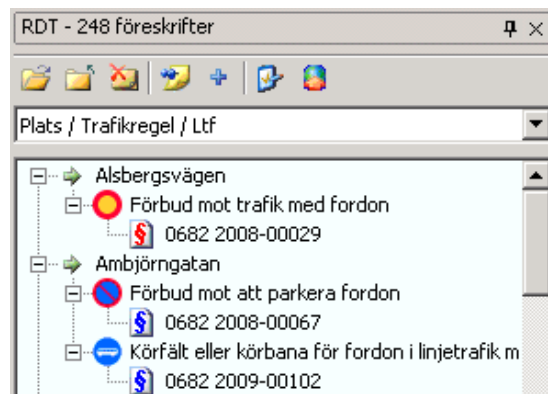 RDT - 248 föreskrifter
Plats / Trafikregel / Ltf
Alsbergsvägen
Förbud mot trafik med fordon
§ 0682 2008-00029
Ambjörngatan
Förbud mot att parkera fordon
§ 0682 2008-00067
Körfält eller körbana för fordon i linjetrafik m
§ 0682 2009-00102